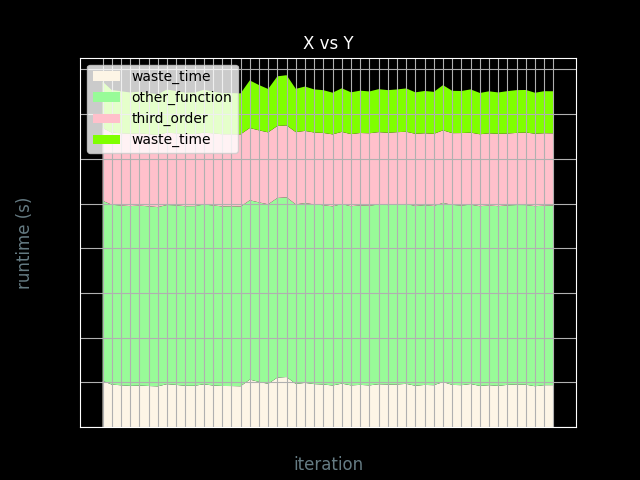 X vs Y
waste_time
other_function
third_order
waste_time
runtime (s)
iteration